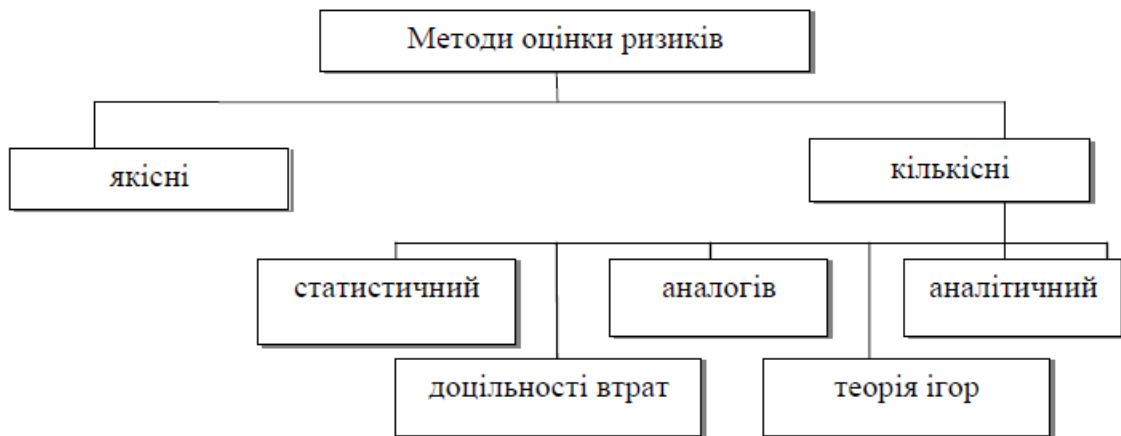 Методи оцінки ризиків
якісні
кількісні
статистичний
аналогів
аналітичний
доцільності втрат
теорія ігор